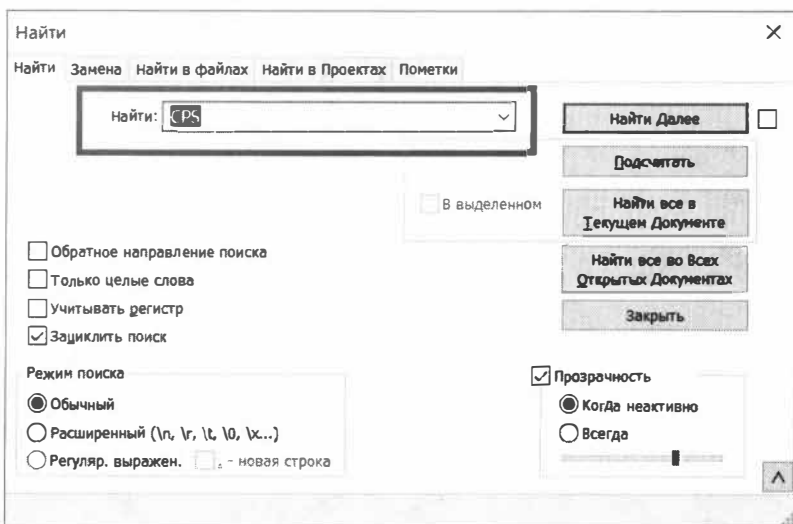 Найти
Найти Замена Найти в файлах Найти в Проектах Пометки
Найти: CPS
Найти Далее
Подсчитать
В выделенном
Найти все в
Текущем Документе
Обратное направление поиска
Найти все во Всех
Открытых Документах
Только целые слова
Учитывать регистр
Закрыть
Зациклить поиск
Режим поиска
Обычный
Расширенный (\n, \r, \t, \0, \x...)
Регуляр. выражен. . - новая строка
Прозрачность
Когда неактивно
Всегда